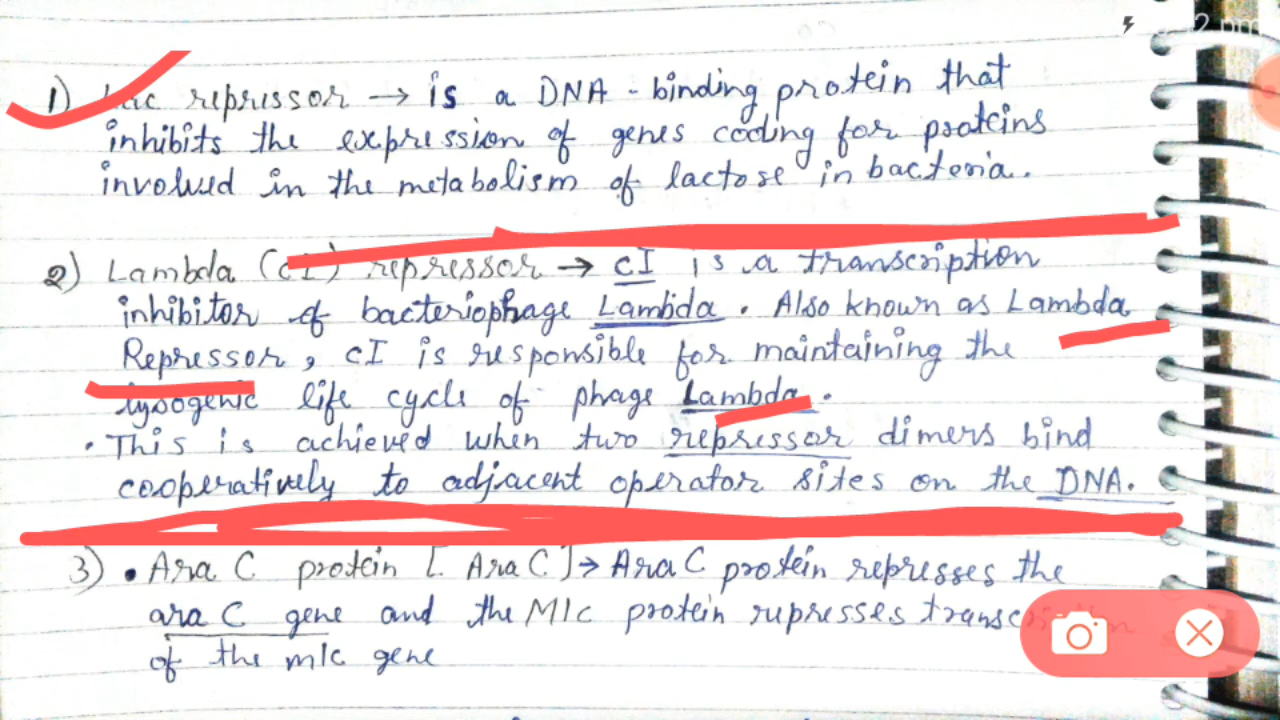 2 pm
1) Lac repressor → is a DNA - binding protein that
inhibits the expression of genes coding for proteins
involved in the metabolism of lactose in bacteria.
2) Lambda (cI) repressor → cI is a transcription
inhibitor of bacteriophage Lambda. Also known as Lambda
Repressor, cI is responsible for maintaining the
lysogenic life cycle of phage Lambda.
• This is achieved when two repressor dimers bind
cooperatively to adjacent operator sites on the DNA.
3) • Ara C protein [Ara C] → Ara C protein represses the
ara C gene and the Mlc protein represses
of the mlc gene